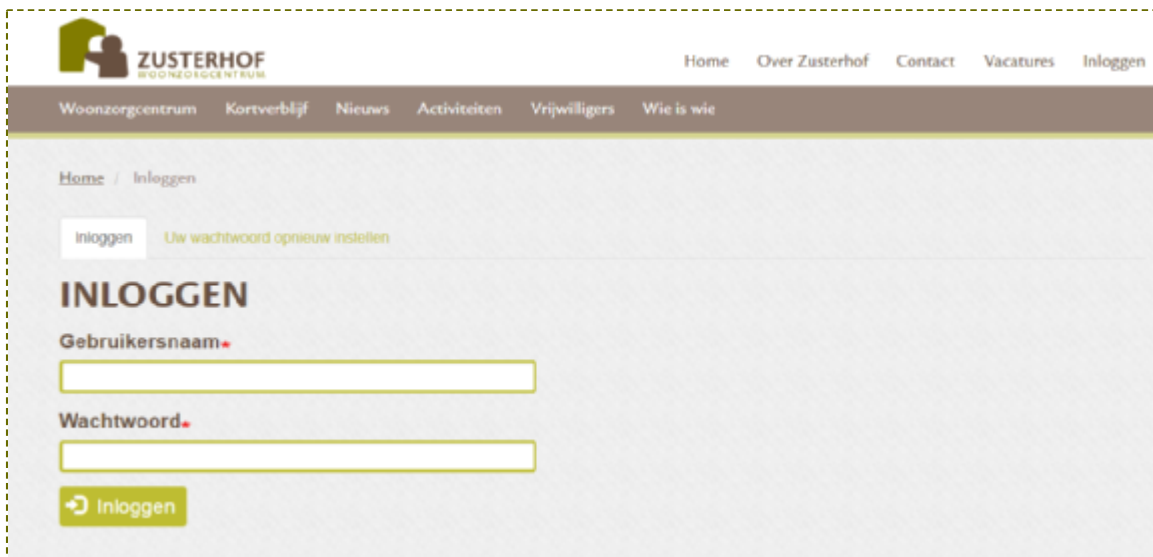 ZUSTERHOF
WOONZORGCENTRUM
Home Over Zusterhof Contact Vacatures Inloggen
Woonzorgcentrum Kortverblijf Nieuws Activiteiten Vrijwilligers Wie is wie
Home / Inloggen
Inloggen Uw wachtwoord opnieuw instellen
INLOGGEN
Gebruikersnaam*
Wachtwoord*
Inloggen